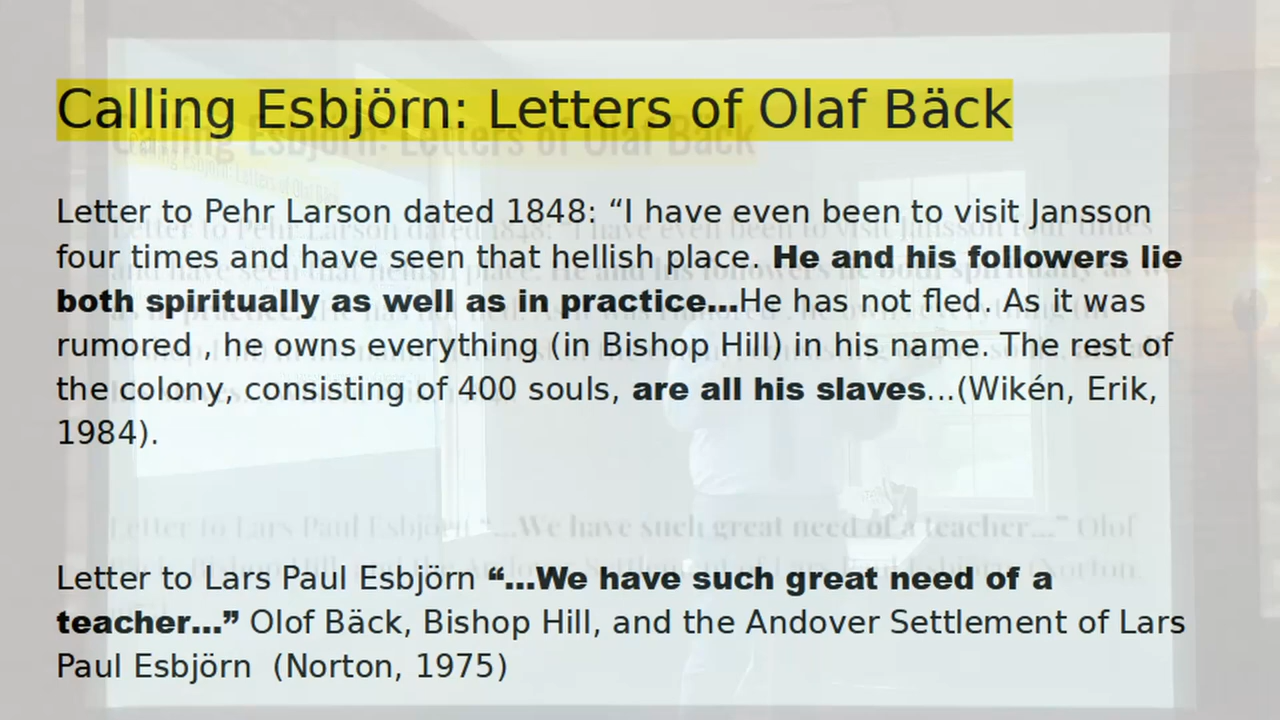 Calling Esbjörn: Letters of Olaf Bäck
Letter to Pehr Larson dated 1848: “I have even been to visit Jansson
four times and have seen that hellish place. He and his followers lie
both spiritually as well as in practice...He has not fled. As it was
rumored , he owns everything (in Bishop Hill) in his name. The rest of
the colony, consisting of 400 souls, are all his slaves...(Wikén, Erik,
1984).
Letter to Lars Paul Esbjörn “...We have such great need of a
teacher...” Olof Bäck, Bishop Hill, and the Andover Settlement of Lars
Paul Esbjörn (Norton, 1975)